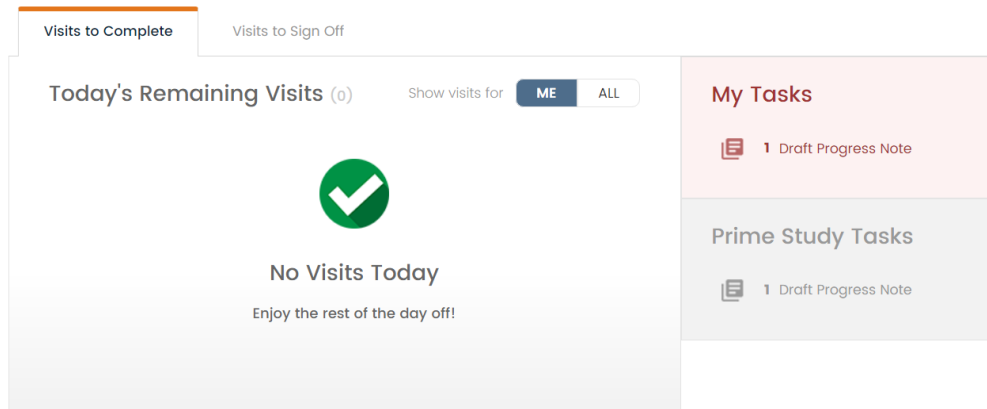 Visits to Complete
Visits to Sign Off
Today's Remaining Visits (0)
Show visits for
ME
ALL
No Visits Today
Enjoy the rest of the day off!
My Tasks
1 Draft Progress Note
Prime Study Tasks
1 Draft Progress Note